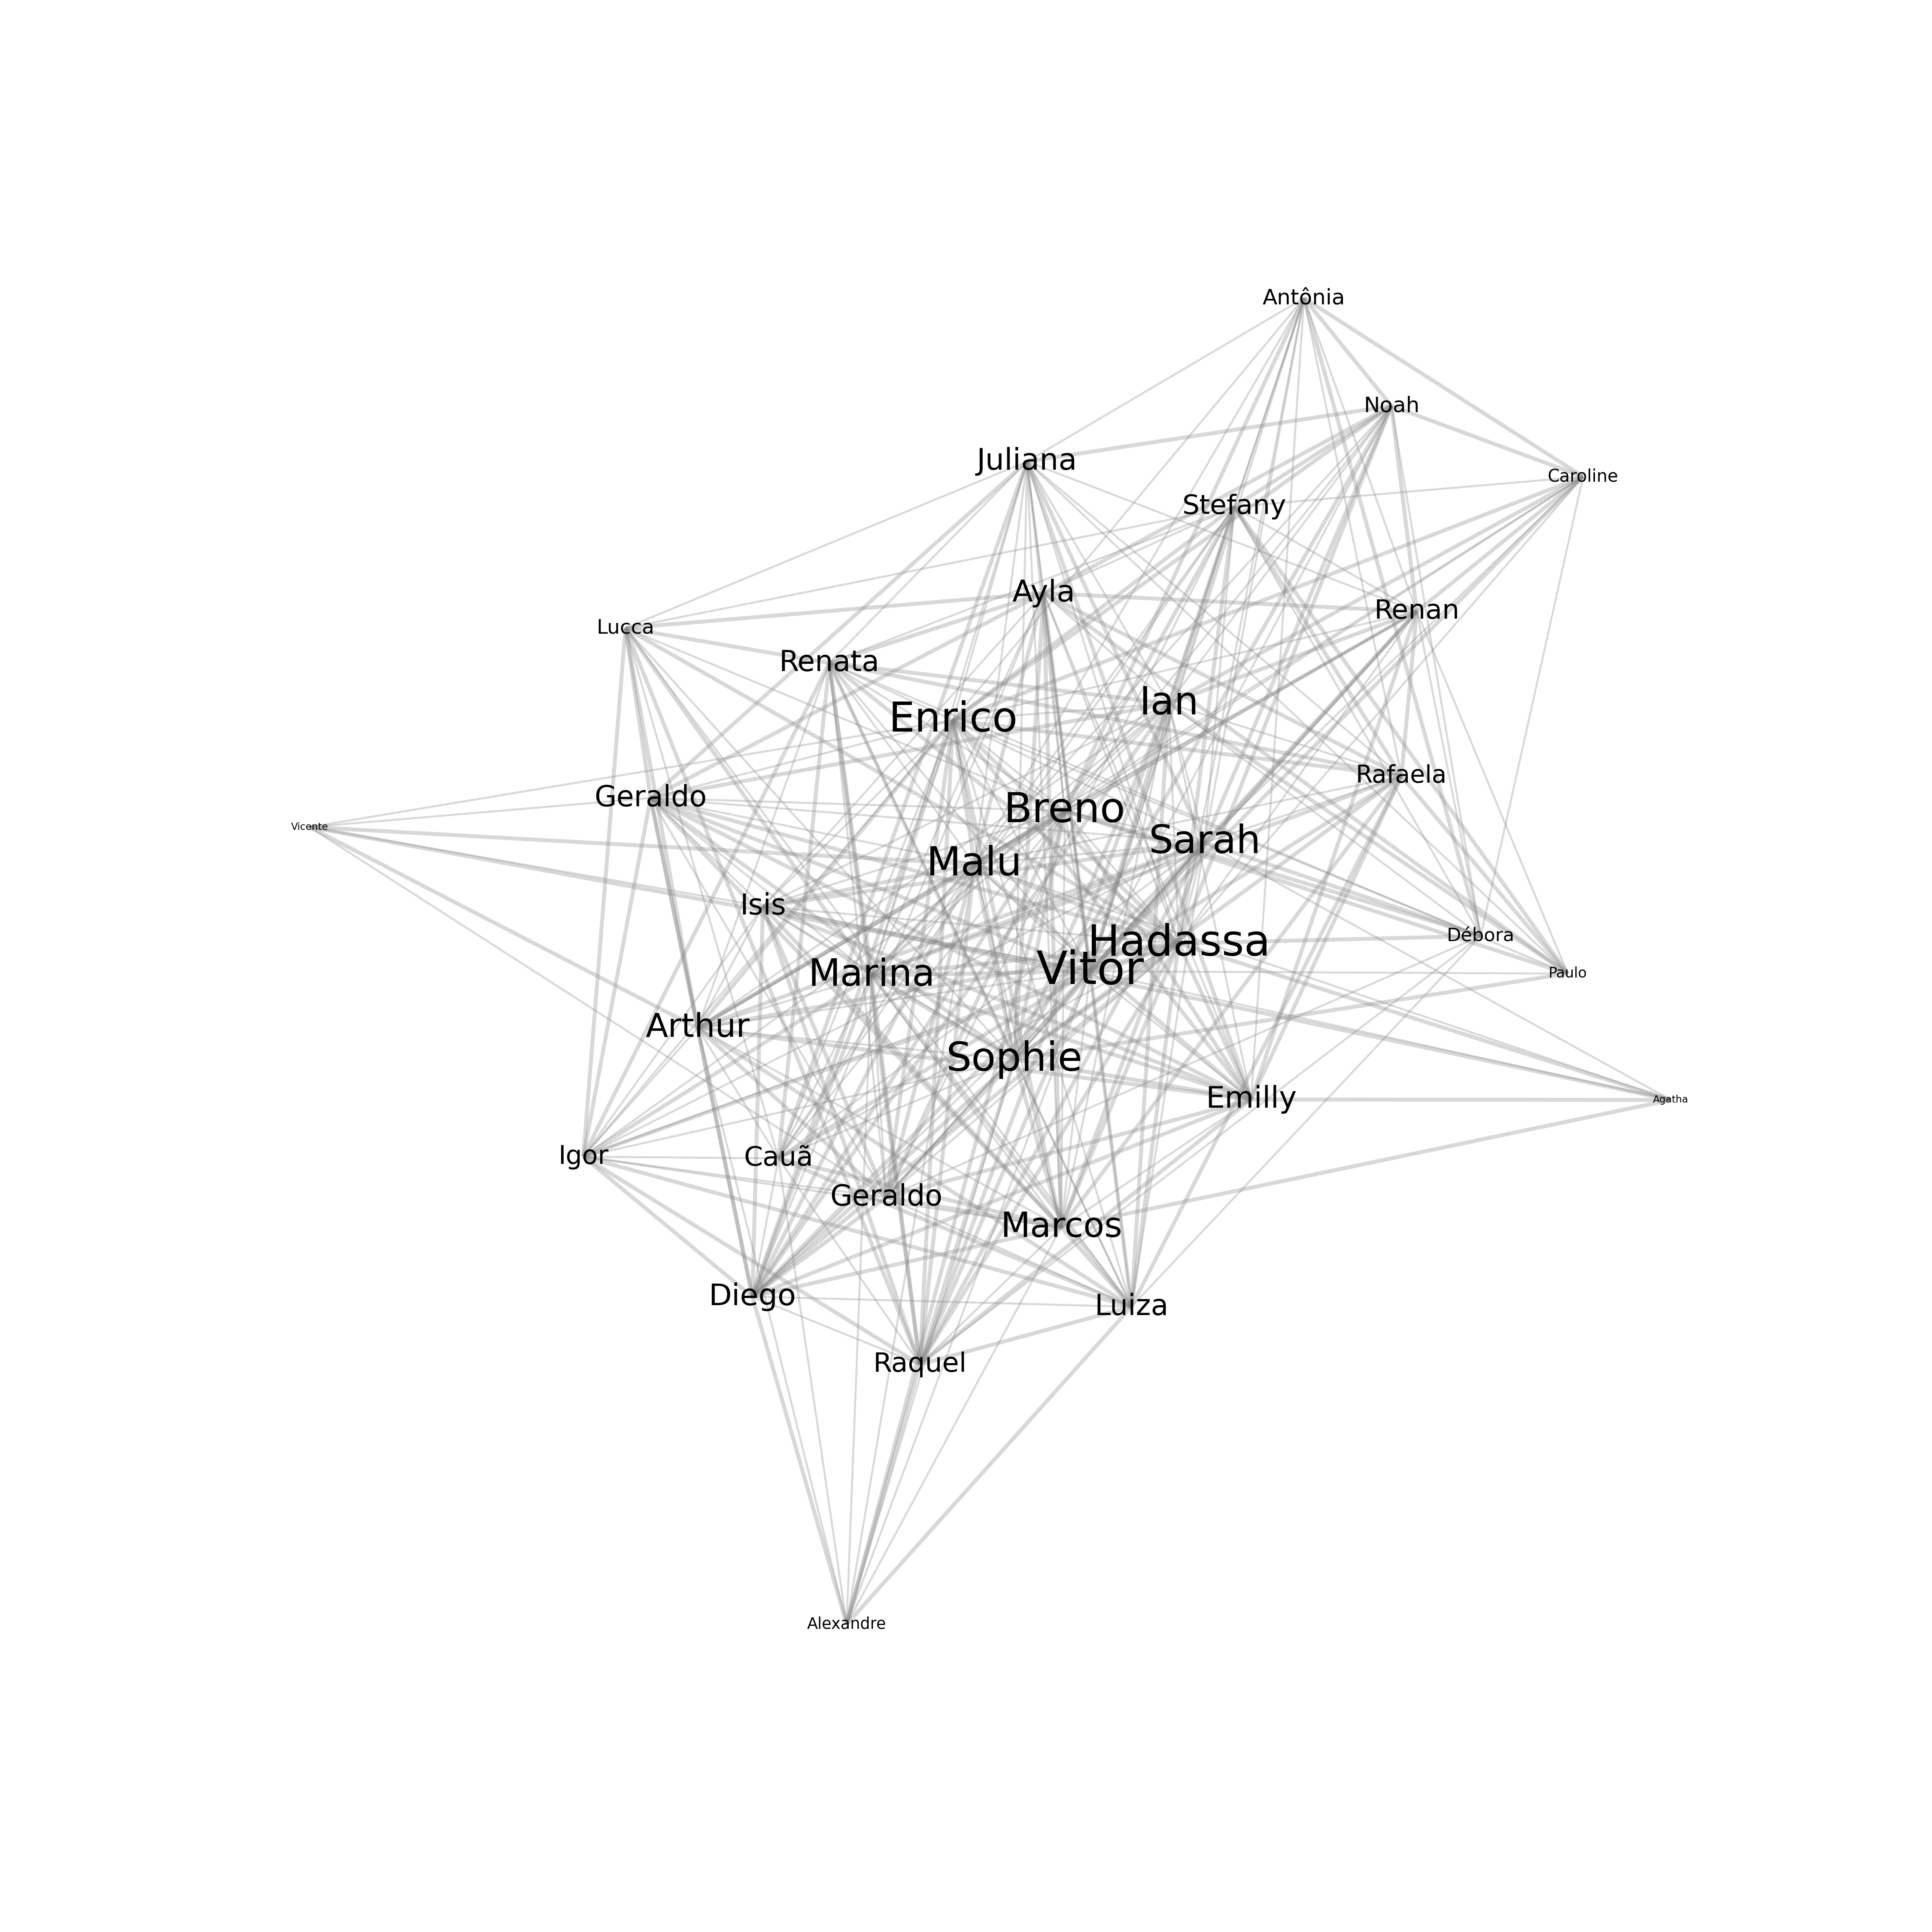 Antônia
Noah
Juliana
Caroline
Stefany
Ayla
Renan
Lucca
Renata
Ian
Enrico
Rafaela
Geraldo
Breno
Vicente
Sarah
Malu
Isis
Débora
Hadassa
Vitor
Marina
Paulo
Arthur
Sophie
Emilly
Agatha
Igor
Cauã
Geraldo
Marcos
Diego
Luiza
Raquel
Alexandre